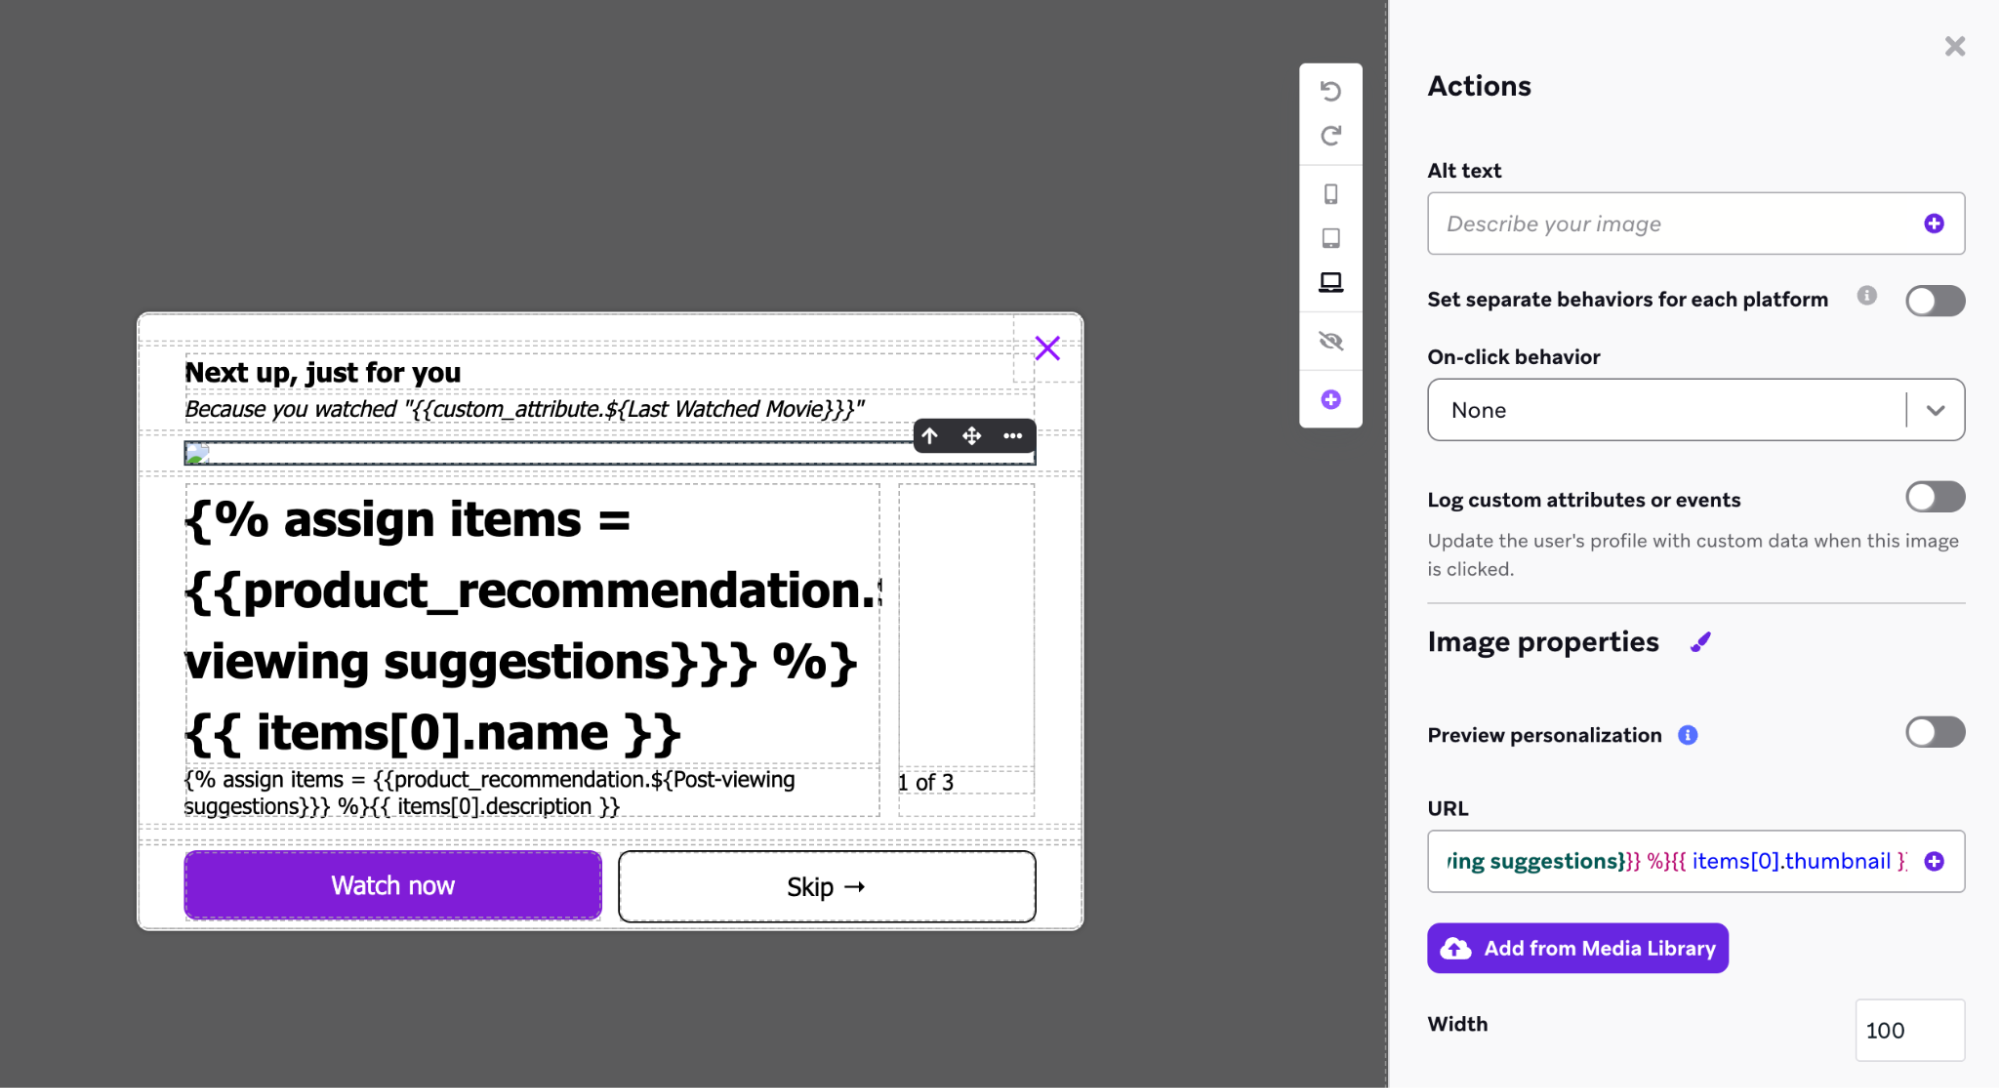 Next up, just for you
Because you watched "{{custom_attribute.${Last Watched Movie}}}"
{% assign items =
{{product_recommendation.
viewing suggestions}}} %}
{{ items[0].name }}
{% assign items = {{product_recommendation.${Post-viewing
suggestions}}} %}{{ items[0].description }}
1 of 3
Watch now
Skip →
Actions
Alt text
Describe your image
Set separate behaviors for each platform
On-click behavior
None
Log custom attributes or events
Update the user's profile with custom data when this image
is clicked.
Image properties
Preview personalization
URL
ing suggestions}}} %}{{ items[0].thumbnail }
Add from Media Library
Width
100